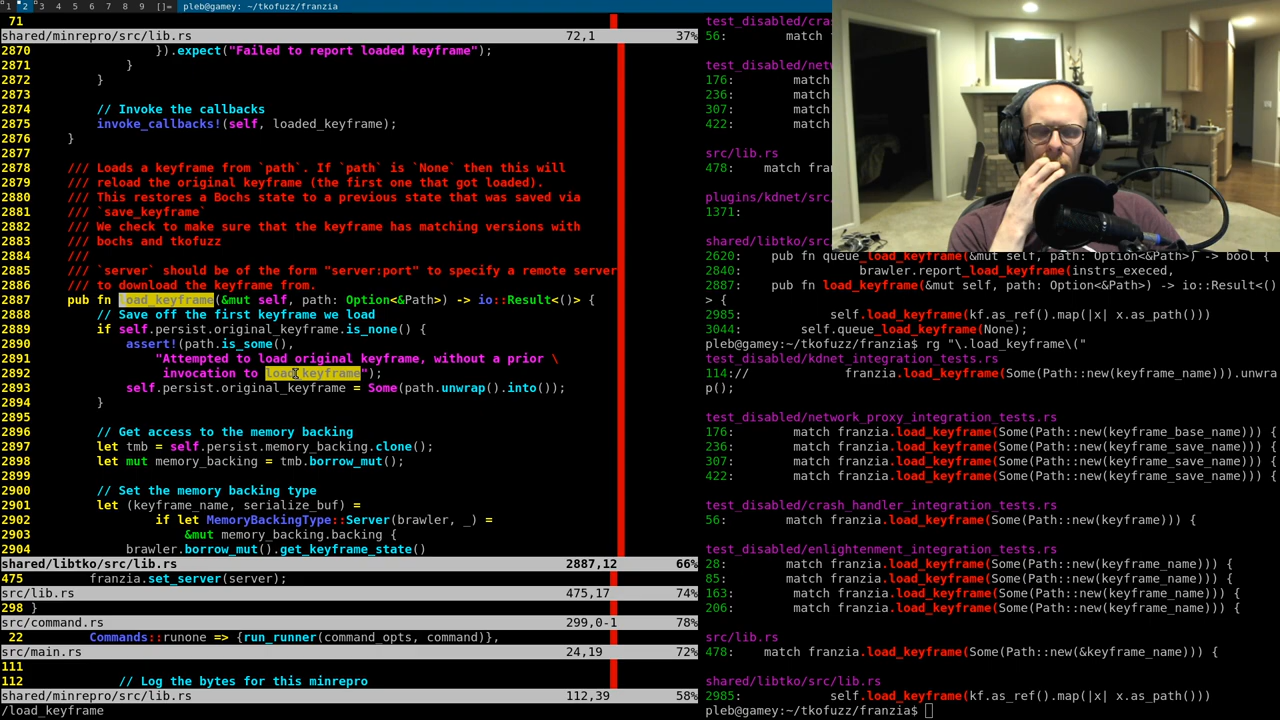 1 2 3 4 5 6 7 8 9 []= pleb@gamey: ~/tkofuzz/franzia
71
shared/minrepro/src/lib.rs 72,1 37%
2870 }).expect("Failed to report loaded keyframe");
2871 }
2872 }
2873
2874 // Invoke the callbacks
2875 invoke_callbacks!(self, loaded_keyframe);
2876 }
2877
2878 /// Loads a keyframe from `path`. If `path` is `None` then this will
2879 /// reload the original keyframe (the first one that got loaded).
2880 /// This restores a Bochs state to a previous state that was saved via
2881 /// `save_keyframe`
2882 /// We check to make sure that the keyframe has matching versions with
2883 /// bochs and tkofuzz
2884 ///
2885 /// `server` should be of the form "server:port" to specify a remote server
2886 /// to download the keyframe from.
2887 pub fn load_keyframe(&mut self, path: Option<&Path>) -> io::Result<()> {
2888 // Save off the first keyframe we load
2889 if self.persist.original_keyframe.is_none() {
2890 assert!(path.is_some(),
2891 "Attempted to load original keyframe, without a prior \
2892 invocation to load_keyframe");
2893 self.persist.original_keyframe = Some(path.unwrap().into());
2894 }
2895
2896 // Get access to the memory backing
2897 let tmb = self.persist.memory_backing.clone();
2898 let mut memory_backing = tmb.borrow_mut();
2899
2900 // Set the memory backing type
2901 let (keyframe_name, serialize_buf) =
2902 if let MemoryBackingType::Server(brawler, _) =
2903 &mut memory_backing.backing {
2904 brawler.borrow_mut().get_keyframe_state()
shared/libtko/src/lib.rs 2887,12 66%
475 franzia.set_server(server);
src/lib.rs 475,17 74%
298 }
src/command.rs 299,0-1 78%
22 Commands::runone => {run_runner(command_opts, command)},
src/main.rs 24,19 72%
111
112 // Log the bytes for this minrepro
shared/minrepro/src/lib.rs 112,39 58%
/load_keyframe
test_disabled/cra
56: match
test_disabled/net
176: match
236: match
307: match
422: match
src/lib.rs
478: match fran
plugins/kdnet/src/
1371:
shared/libtko/src/
2620: pub fn queue_load_keyframe(&mut self, path: Option<&Path>) -> bool {
2840: brawler.report_load_keyframe(instrs_execed,
2887: pub fn load_keyframe(&mut self, path: Option<&Path>) -> io::Result<()
> {
2985: self.load_keyframe(kf.as_ref().map(|x| x.as_path()))
3044: self.queue_load_keyframe(None);
pleb@gamey:~/tkofuzz/franzia$ rg "\.load_keyframe\("
test_disabled/kdnet_integration_tests.rs
114:// franzia.load_keyframe(Some(Path::new(keyframe_name))).unwra
p();
test_disabled/network_proxy_integration_tests.rs
176: match franzia.load_keyframe(Some(Path::new(keyframe_base_name))) {
236: match franzia.load_keyframe(Some(Path::new(keyframe_save_name))) {
307: match franzia.load_keyframe(Some(Path::new(keyframe_save_name))) {
422: match franzia.load_keyframe(Some(Path::new(keyframe_save_name))) {
test_disabled/crash_handler_integration_tests.rs
56: match franzia.load_keyframe(Some(Path::new(keyframe))) {
test_disabled/enlightenment_integration_tests.rs
28: match franzia.load_keyframe(Some(Path::new(keyframe_name))) {
85: match franzia.load_keyframe(Some(Path::new(keyframe_name))) {
163: match franzia.load_keyframe(Some(Path::new(keyframe_name))) {
206: match franzia.load_keyframe(Some(Path::new(keyframe_name))) {
src/lib.rs
478: match franzia.load_keyframe(Some(Path::new(&keyframe_name))) {
shared/libtko/src/lib.rs
2985: self.load_keyframe(kf.as_ref().map(|x| x.as_path()))
pleb@gamey:~/tkofuzz/franzia$